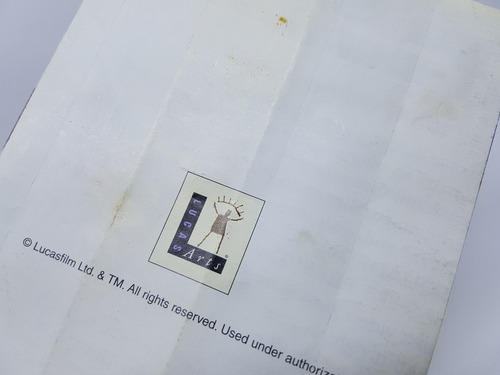 LUCAS
Arts
© Lucasfilm Ltd. & TM. All rights reserved. Used under authoriz